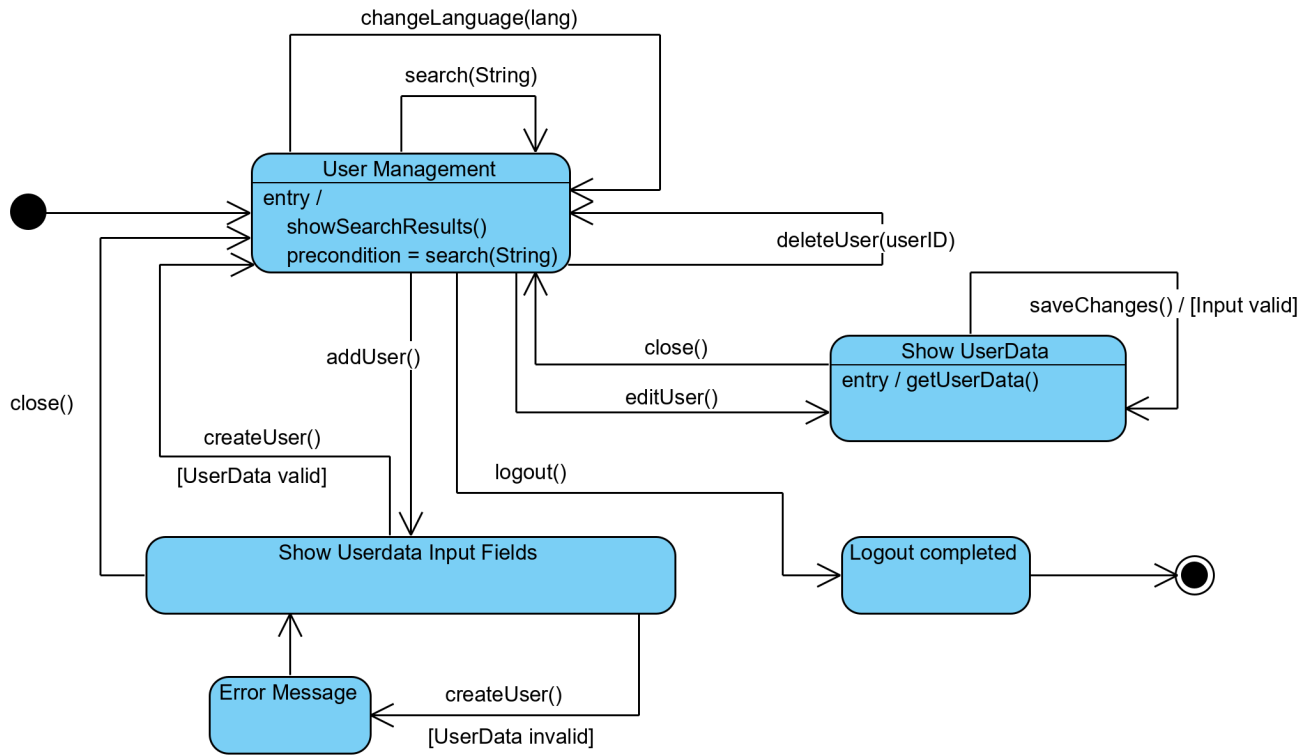 changeLanguage(lang)
search(String)
User Management
entry /
showSearchResults()
precondition = search(String)
deleteUser(userID)
saveChanges() / [Input valid]
Show UserData
entry / getUserData()
close()
editUser()
addUser()
close()
createUser()
[UserData valid]
logout()
Show Userdata Input Fields
Logout completed
Error Message
createUser()
[UserData invalid]